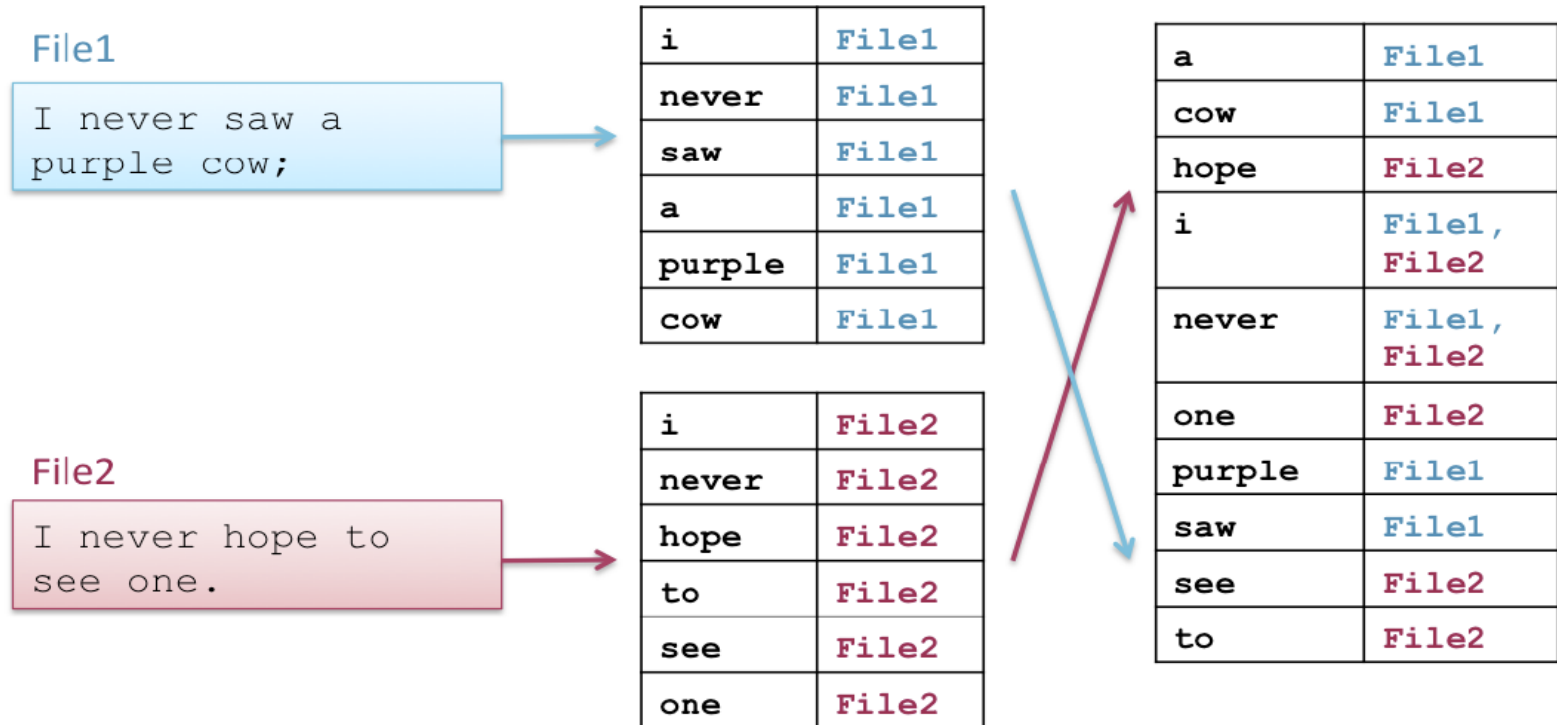 File1
I never saw a
purple cow;
File2
I never hope to
see one.
i File1
never File1
saw File1
a File1
purple File1
cow File1
i File2
never File2
hope File2
to File2
see File2
one File2
a File1
cow File1
hope File2
i File1,
File2
never File1,
File2
one File2
purple File1
saw File1
see File2
to File2